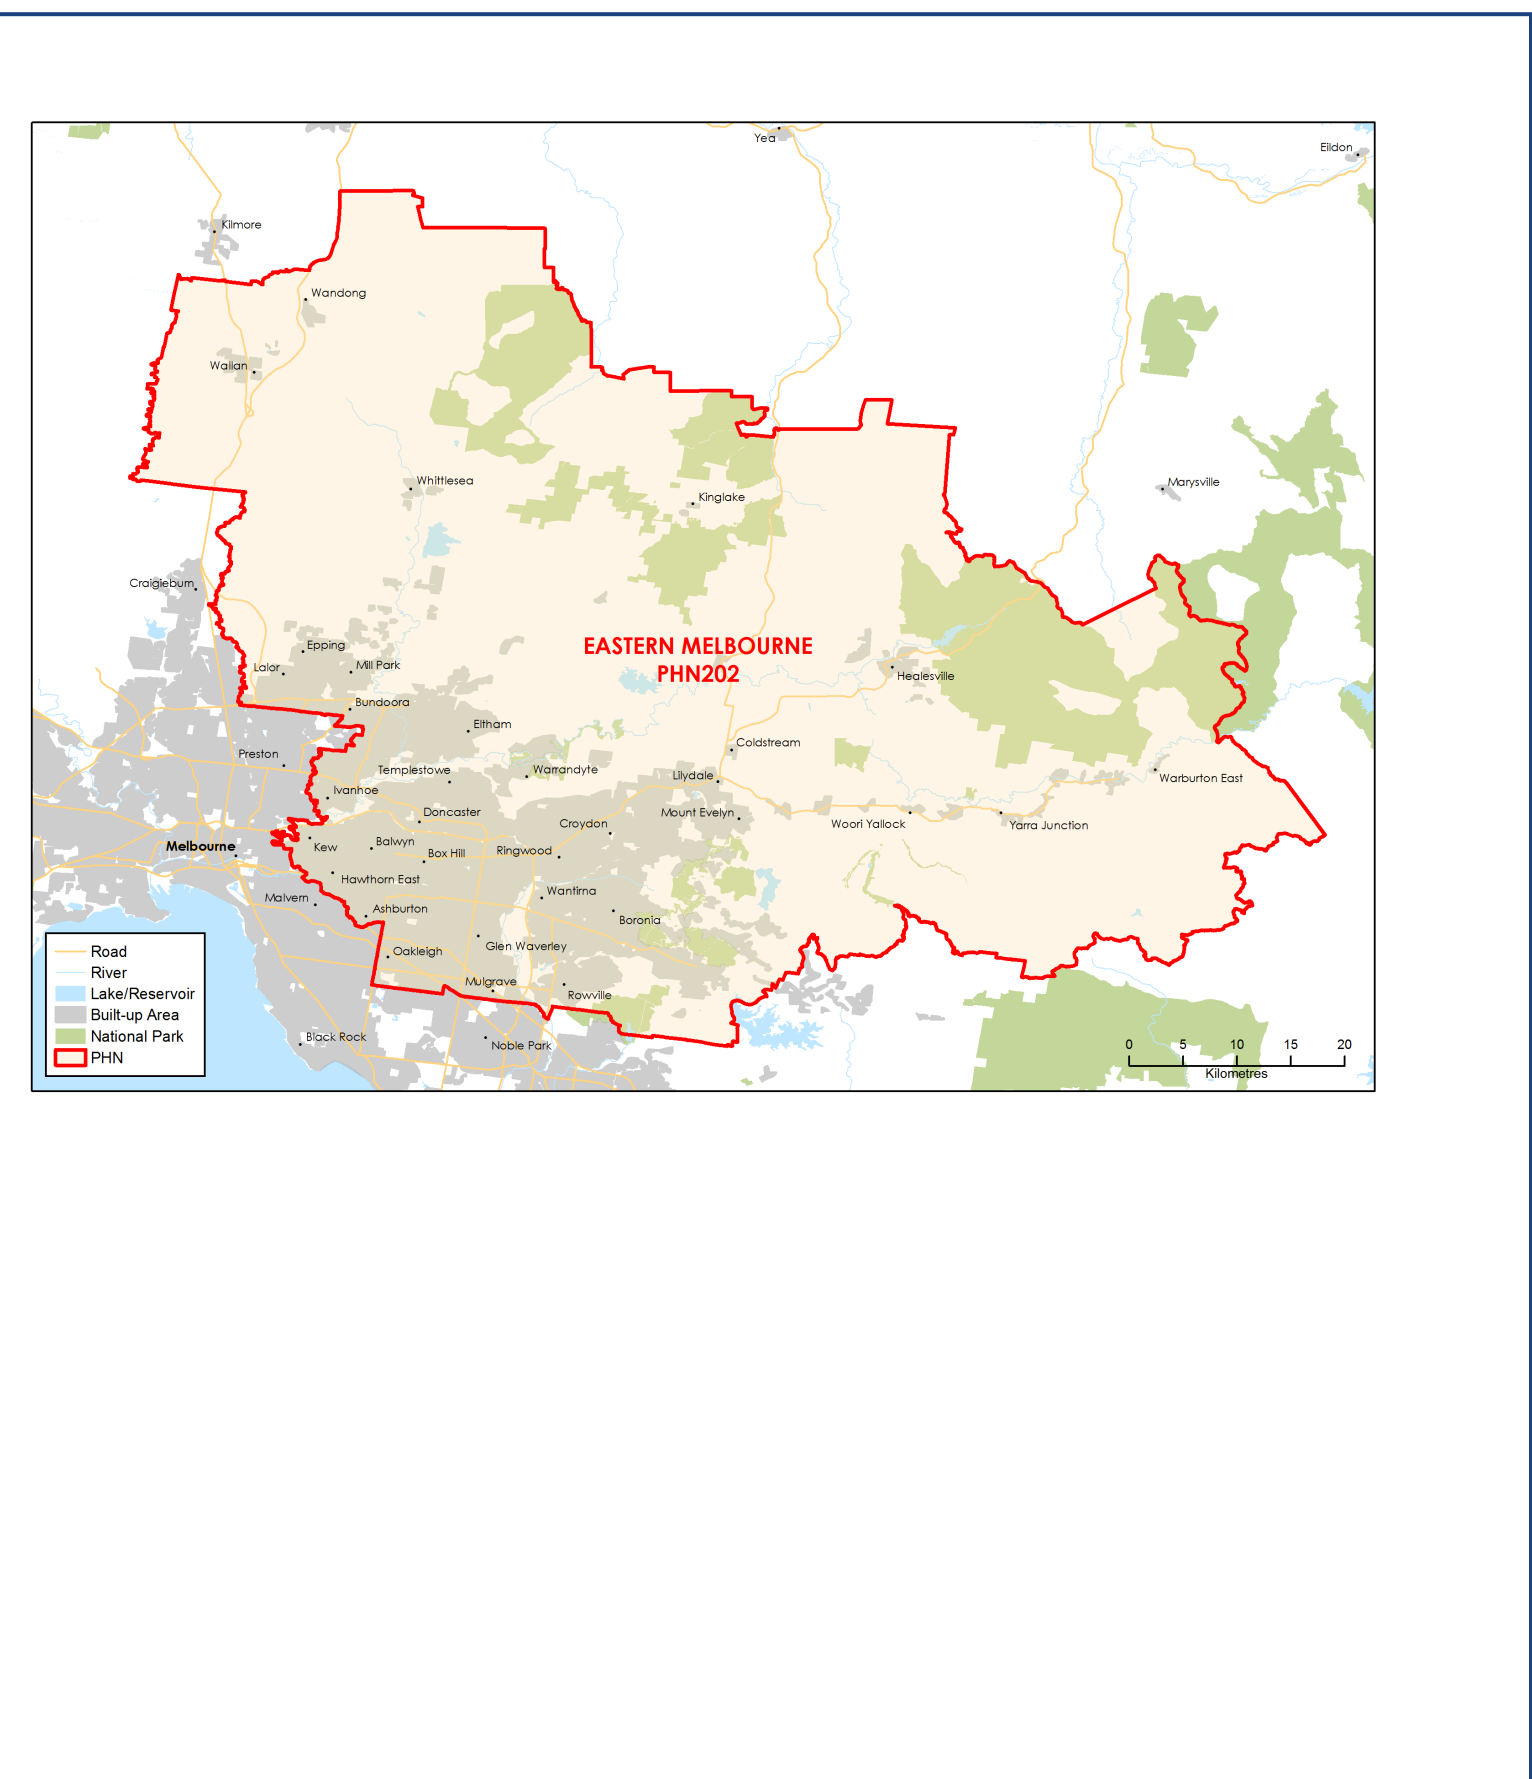 Yea
Eildon
Kilmore
Wandong
Wallan
Whittlesea
Marysville
Kinglake
Craigieburn
Epping
EASTERN MELBOURNE
PHN202
Lalor
Mill Park
Healesville
Bundoora
Eltham
Coldstream
Preston
Templestowe
Warrandyte
Lilydale
Warburton East
Ivanhoe
Doncaster
Mount Evelyn
Croydon
Woori Yallock
Yarra Junction
Melbourne
Kew
Balwyn
Box Hill
Ringwood
Hawthorn East
Wantirna
Malvern
Ashburton
Boronia
Glen Waverley
Oakleigh
Mulgrave
Rowville
Black Rock
Noble Park
Road
River
Lake/Reservoir
Built-up Area
National Park
PHN
0 5 10 15 20
Kilometres